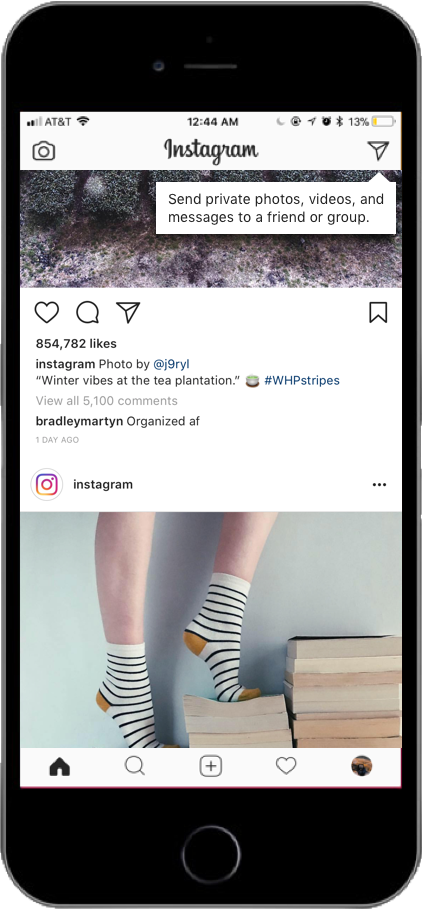 AT&T 12:44 AM 13%
Instagram
Send private photos, videos, and
messages to a friend or group.
854,782 likes
instagram Photo by @j9ryl
“Winter vibes at the tea plantation.” 🍵 #WHPstripes
View all 5,100 comments
bradleymartyn Organized af
1 DAY AGO
instagram